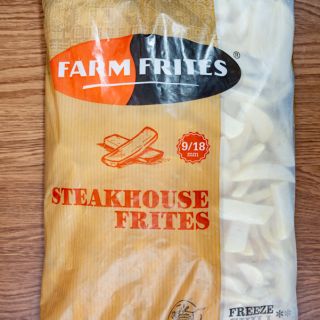 FARM FRITES®
9/18
mm
STEAKHOUSE
FRITES
FREEZE